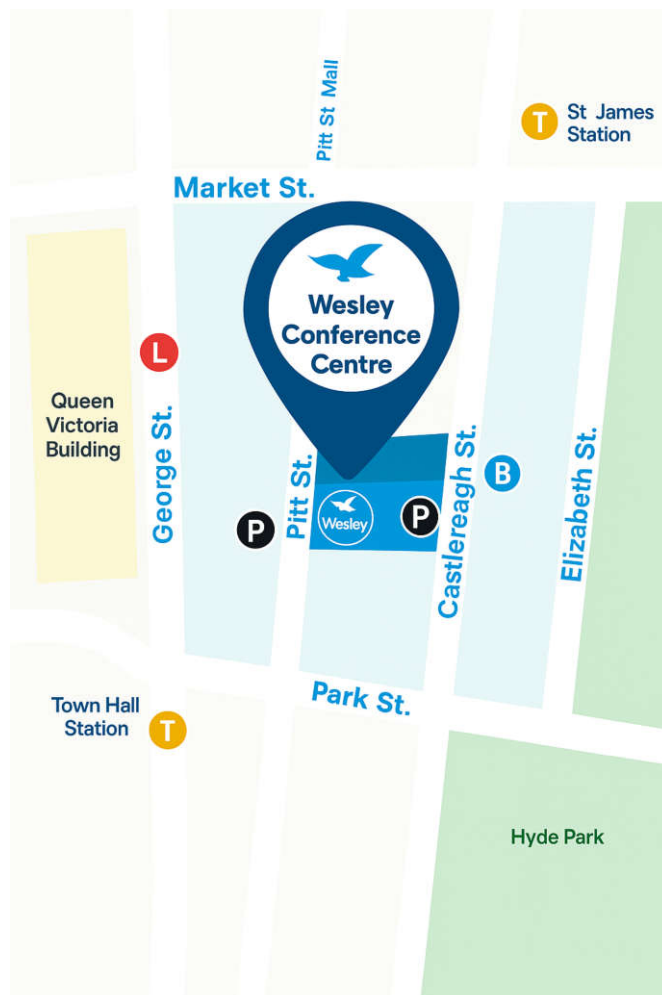 Pitt St Mall
T
St James
Station
Market St.
Wesley
Conference
Centre
L
Queen
Victoria
Building
George St.
Pitt St.
Castlereagh St.
B
Elizabeth St.
P
Wesley
P
Park St.
Town Hall
Station
T
Hyde Park